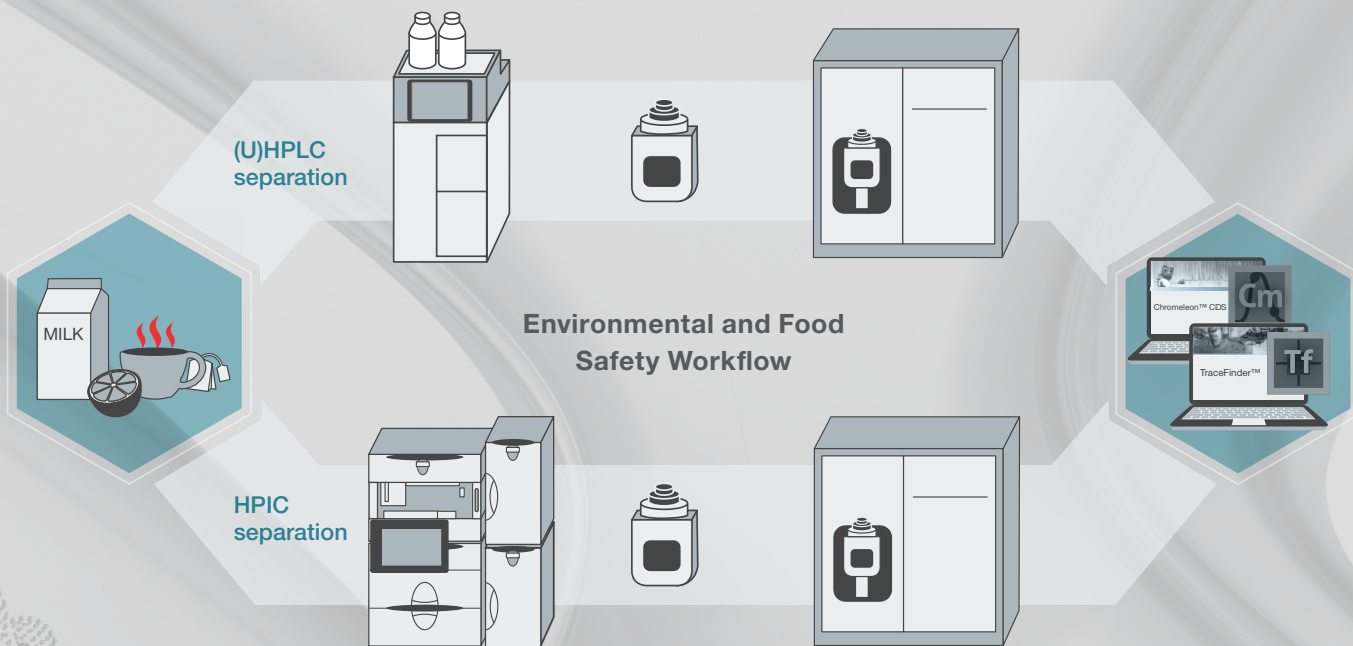 (U)HPLC
separation
MILK
Environmental and Food
Safety Workflow
Chromeleon™ CDS
Cm
TraceFinder™
Tf
HPIC
separation